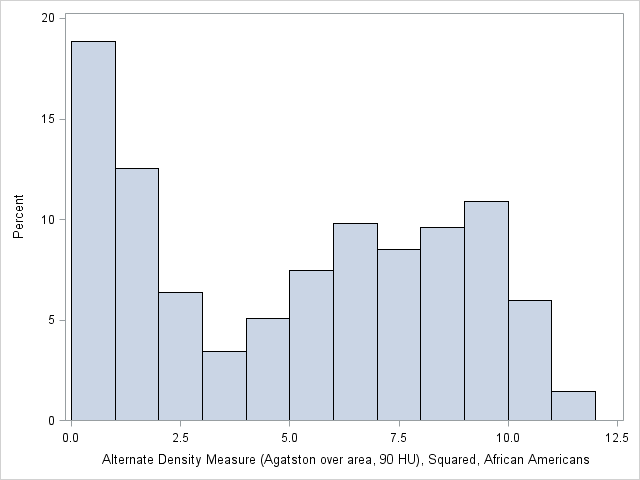 20
15
10
5
0
Percent
0.0 2.5 5.0 7.5 10.0 12.5
Alternate Density Measure (Agatston over area, 90 HU), Squared, African Americans